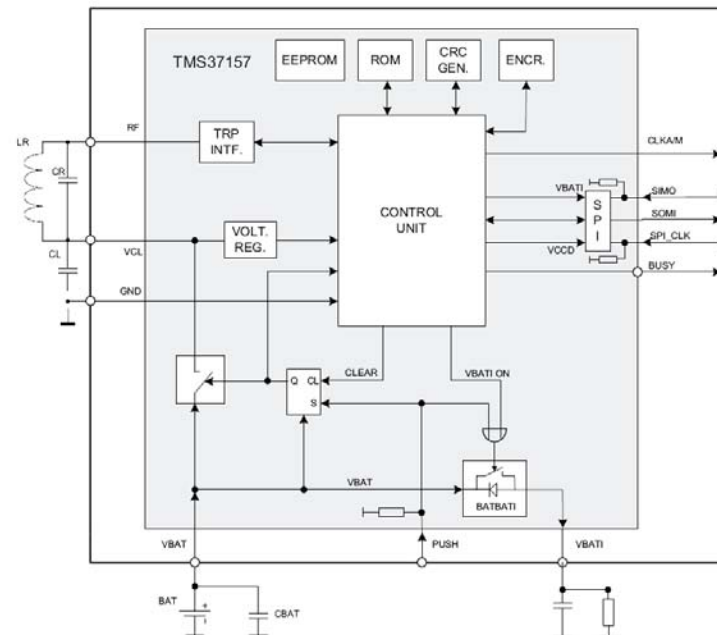 TMS37157
EEPROM
ROM
CRC
GEN.
ENCR.
RF
TRP
INTF.
LR
CR
CL
VCL
VOLT.
REG.
GND
CONTROL
UNIT
CLKA/M
VBATI
SIMO
SPI
SOMI
VCCD
SPI_CLK
BUSY
CLEAR
VBATI ON
Q CL
S
VBAT
BATBATI
VBAT
PUSH
VBATI
BAT
+
CBAT